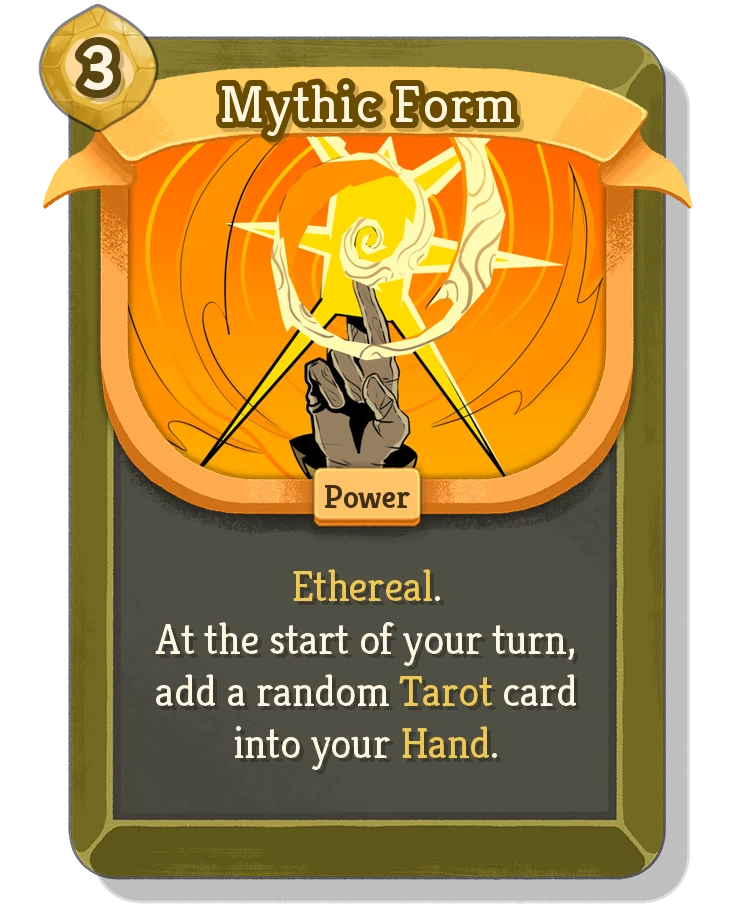 3
Mythic Form
Power
Ethereal.
At the start of your turn,
add a random Tarot card
into your Hand.